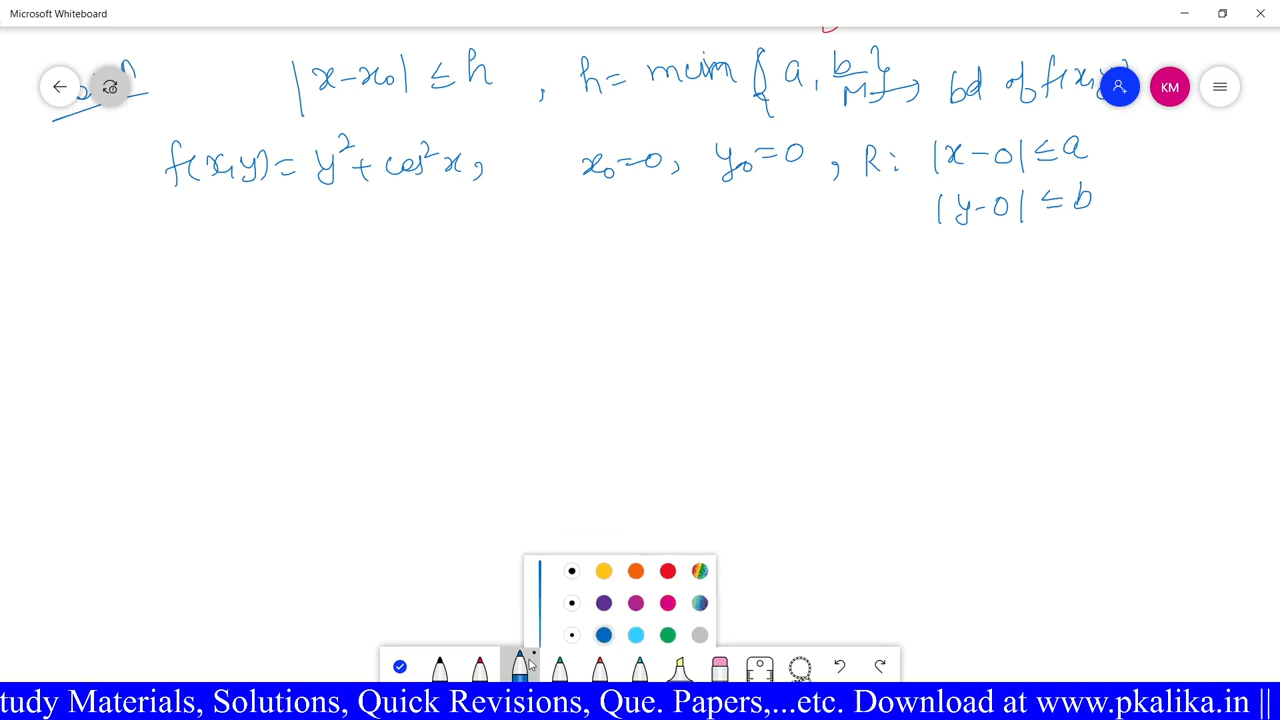 Microsoft Whiteboard
|x-x₀| ≤ h , h = min { a, b/M } → bd of f(x,y)
KM
f(x,y) = y² + cos²x, x₀=0, y₀=0, R: |x-0| ≤ a
|y-0| ≤ b
tudy Materials, Solutions, Quick Revisions, Que. Papers,...etc. Download at www.pkalika.in ||